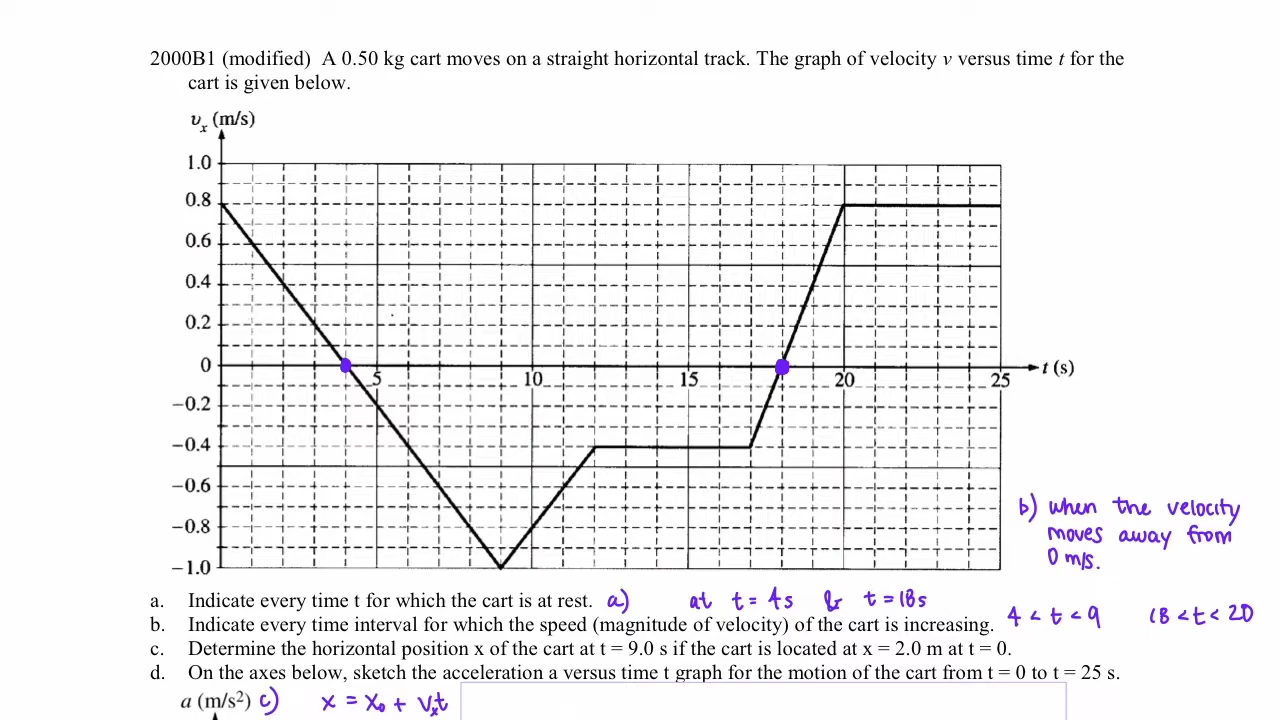 2000B1 (modified) A 0.50 kg cart moves on a straight horizontal track. The graph of velocity v versus time t for the
cart is given below.
υx (m/s)
1.0
0.8
0.6
0.4
0.2
0
5
10
15
20
25
t (s)
−0.2
−0.4
−0.6
−0.8
−1.0
b) when the velocity
moves away from
0 m/s.
a. Indicate every time t for which the cart is at rest. a) at t = 4s & t = 18s
b. Indicate every time interval for which the speed (magnitude of velocity) of the cart is increasing. 4 < t < 9 18 < t < 20
c. Determine the horizontal position x of the cart at t = 9.0 s if the cart is located at x = 2.0 m at t = 0.
d. On the axes below, sketch the acceleration a versus time t graph for the motion of the cart from t = 0 to t = 25 s.
a (m/s²) c) x = x₀ + vₓt